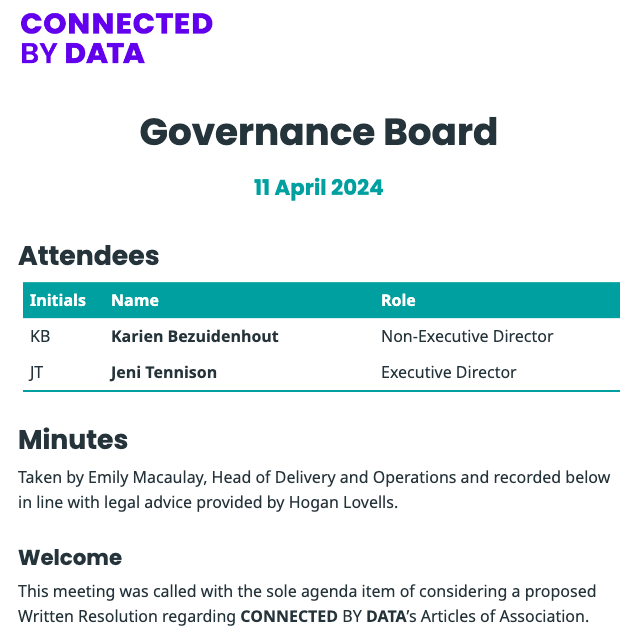 CONNECTED
BY DATA
Governance Board
11 April 2024
Attendees
Initials Name Role
KB Karien Bezuidenhout Non-Executive Director
JT Jeni Tennison Executive Director
Minutes
Taken by Emily Macaulay, Head of Delivery and Operations and recorded below
in line with legal advice provided by Hogan Lovells.
Welcome
This meeting was called with the sole agenda item of considering a proposed
Written Resolution regarding CONNECTED BY DATA’s Articles of Association.